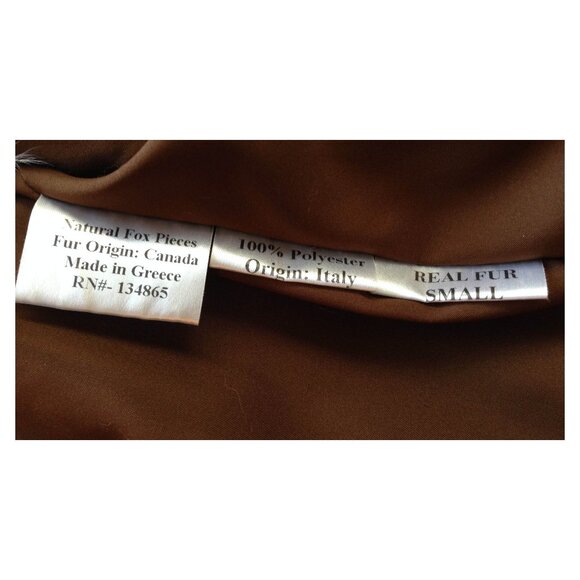 Natural Fox Pieces
Fur Origin: Canada
Made in Greece
RN#- 134865
100% Polyester
Origin: Italy
REAL FUR
SMALL